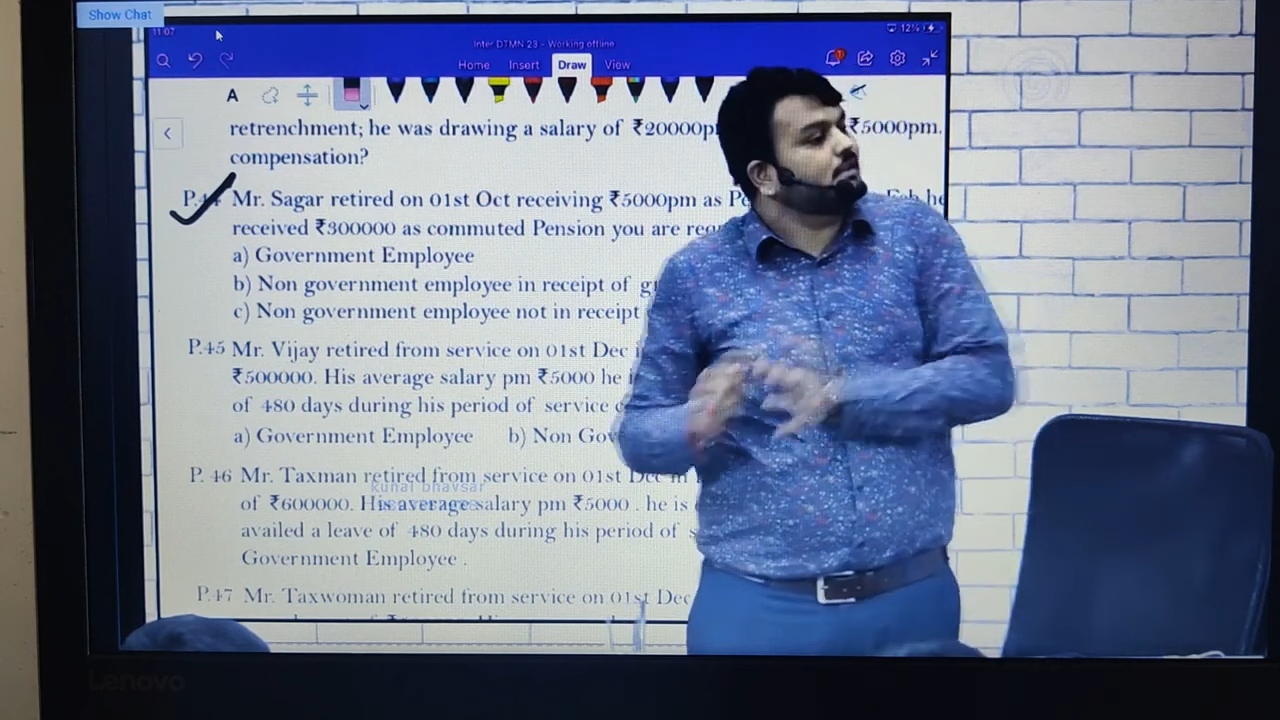 Show Chat
11:07
12%
Inter DTMN 23 - Working offline
Home Insert Draw View
A
retrenchment; he was drawing a salary of ₹20000p ₹5000pm.
compensation?
Mr. Sagar retired on 01st Oct receiving ₹5000pm as Feb he
received ₹300000 as commuted Pension you are
a) Government Employee
b) Non government employee in receipt of
c) Non government employee not in receipt
P.45 Mr. Vijay retired from service on 01st Dec
₹500000. His average salary pm ₹5000 he
of 480 days during his period of service
a) Government Employee b) Non
P. 46 Mr. Taxman retired from service on 01st Dec
kunal bhavsar
of ₹600000. His average salary pm ₹5000 . he is
availed a leave of 480 days during his period of
Government Employee .
P.47 Mr. Taxwoman retired from service on 01st Dec
Lenovo